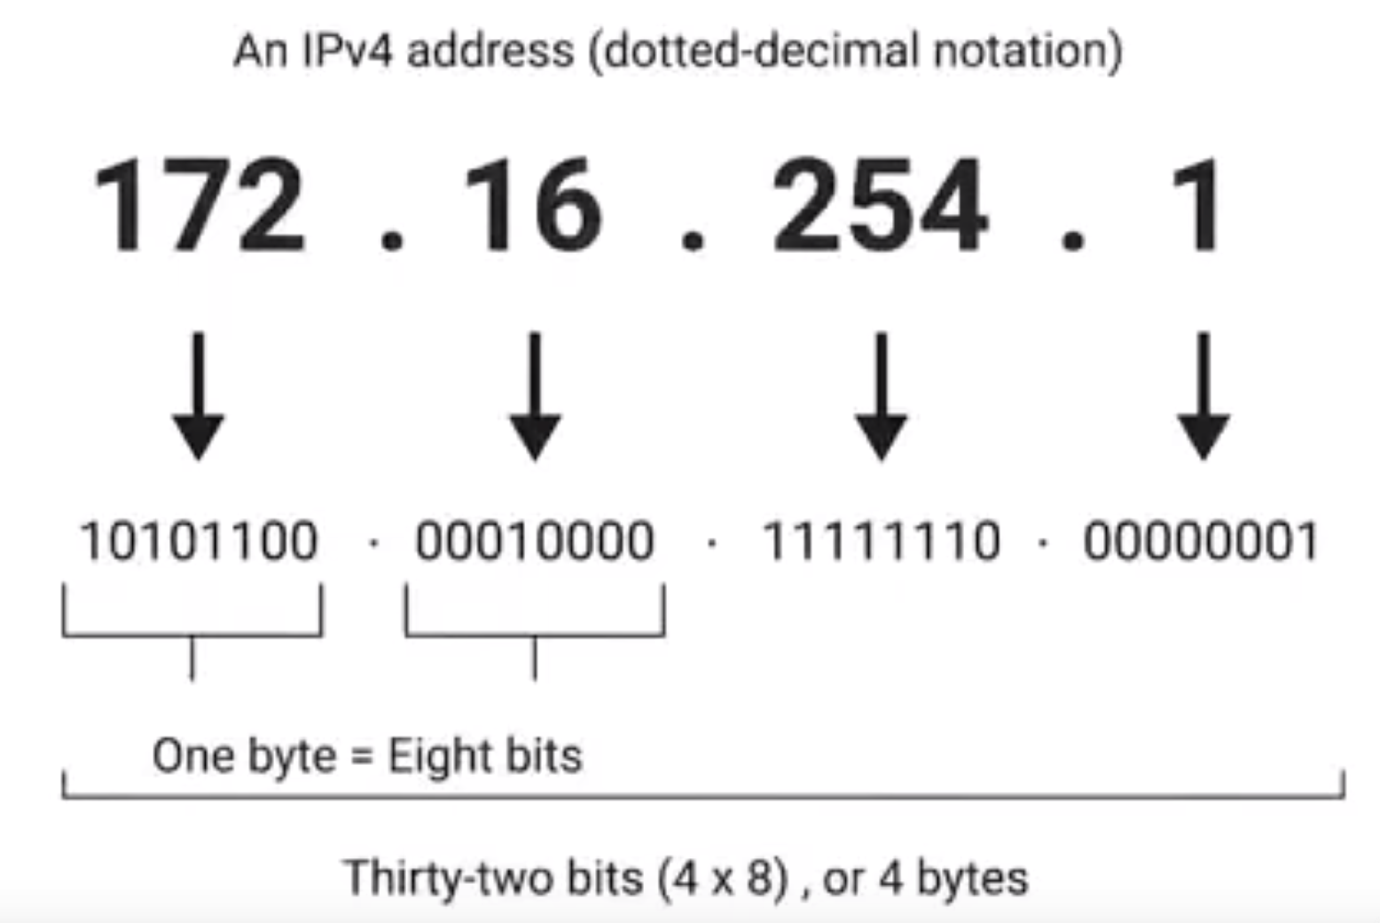 An IPv4 address (dotted-decimal notation)
172 . 16 . 254 . 1
10101100 · 00010000 · 11111110 · 00000001
One byte = Eight bits
Thirty-two bits (4 x 8) , or 4 bytes